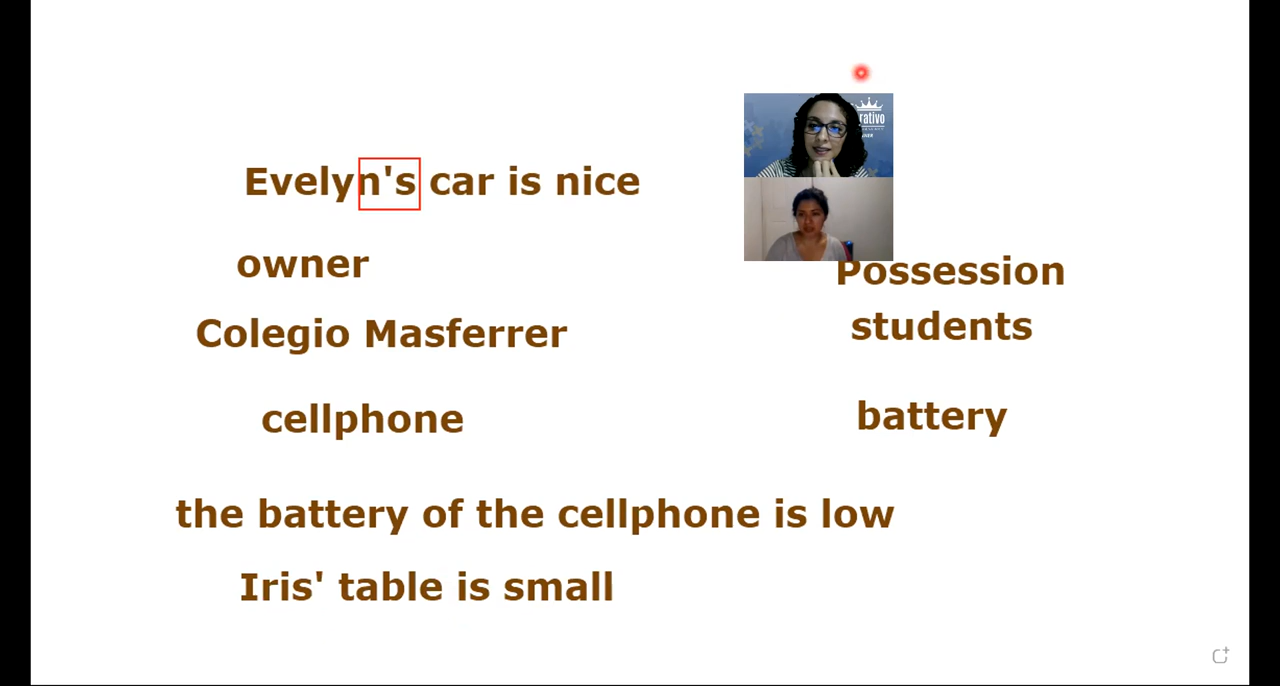 Evelyn's car is nice
owner
Possession
Colegio Masferrer
students
cellphone
battery
the battery of the cellphone is low
Iris' table is small